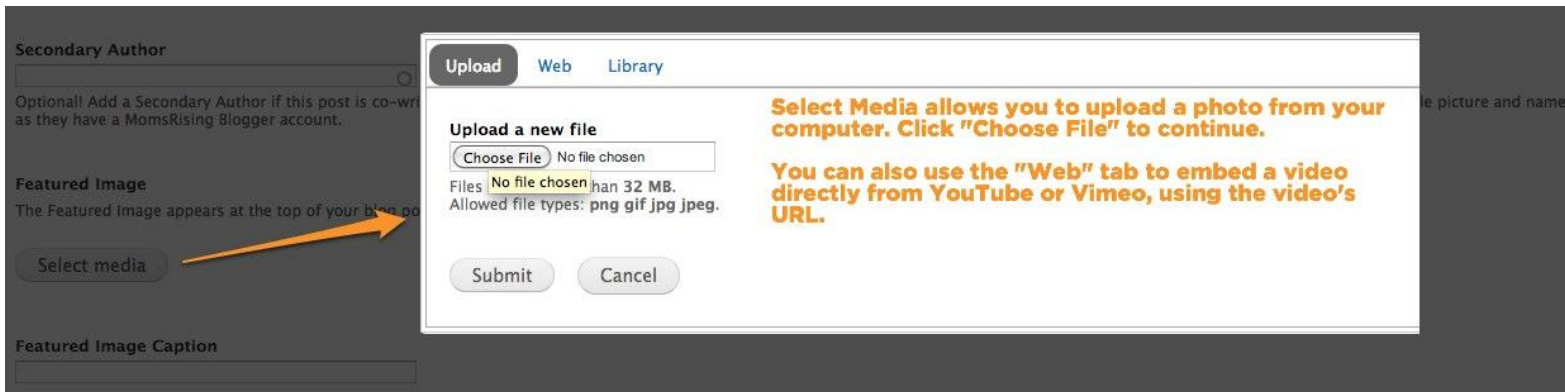 Secondary Author
Optional! Add a Secondary Author if this post is co-wri
le picture and name
as they have a MomsRising Blogger account.
Featured Image
The Featured Image appears at the top of your blog po
Select media
Featured Image Caption
Upload Web Library
Upload a new file
Choose File No file chosen
No file chosen
Files han 32 MB.
Allowed file types: png gif jpg jpeg.
Submit Cancel
Select Media allows you to upload a photo from your
computer. Click "Choose File" to continue.
You can also use the "Web" tab to embed a video
directly from YouTube or Vimeo, using the video's
URL.